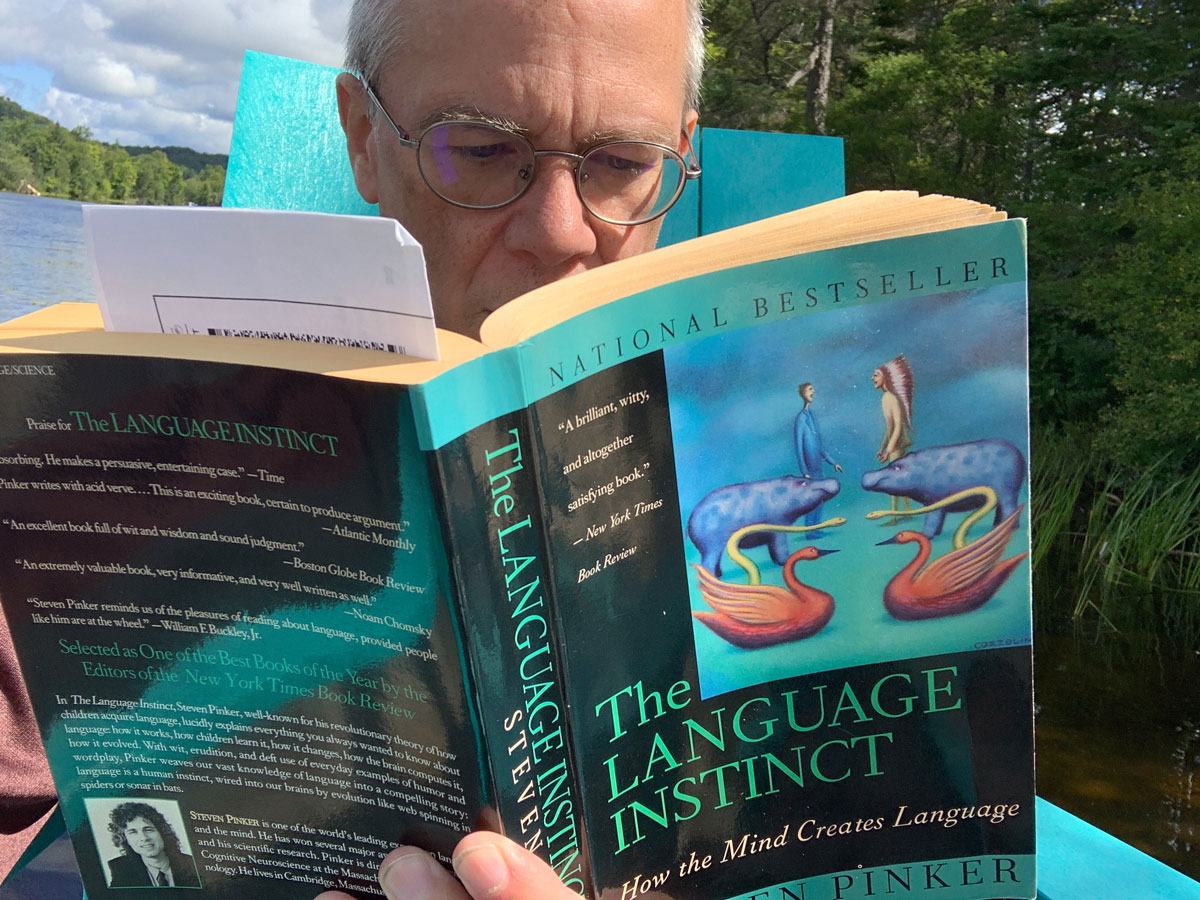 GE/SCIENCE
Praise for The LANGUAGE INSTINCT
sorbing. He makes a persuasive, entertaining case.” —Time
Pinker writes with acid verve.... This is an exciting book, certain to produce argument.”
—Atlantic Monthly
“An excellent book full of wit and wisdom and sound judgment.”
—Boston Globe Book Review
“An extremely valuable book, very informative, and very well written as well.”
—Noam Chomsky
“Steven Pinker reminds us of the pleasures of reading about language, provided people
like him are at the wheel.” —William F. Buckley, Jr.
Selected as One of the Best Books of the Year by the
Editors of the New York Times Book Review
In The Language Instinct, Steven Pinker, well-known for his revolutionary theory of how
children acquire language, lucidly explains everything you always wanted to know about
language: how it works, how children learn it, how it changes, how the brain computes it,
how it evolved. With wit, erudition, and deft use of everyday examples of humor and
wordplay, Pinker weaves our vast knowledge of language into a compelling story:
language is a human instinct, wired into our brains by evolution like web spinning in
spiders or sonar in bats.
STEVEN PINKER is one of the world's leading
and the mind. He has won several major
and his scientific research. Pinker is
Cognitive Neuroscience at the
nology. He lives in Cambridge,
The LANGUAGE INSTINC
STEVEN
NATIONAL BESTSELLER
“A brilliant, witty,
and altogether
satisfying book.”
—New York Times
Book Review
The
LANGUAGE
INSTINCT
How the Mind Creates Language
EN PINKER